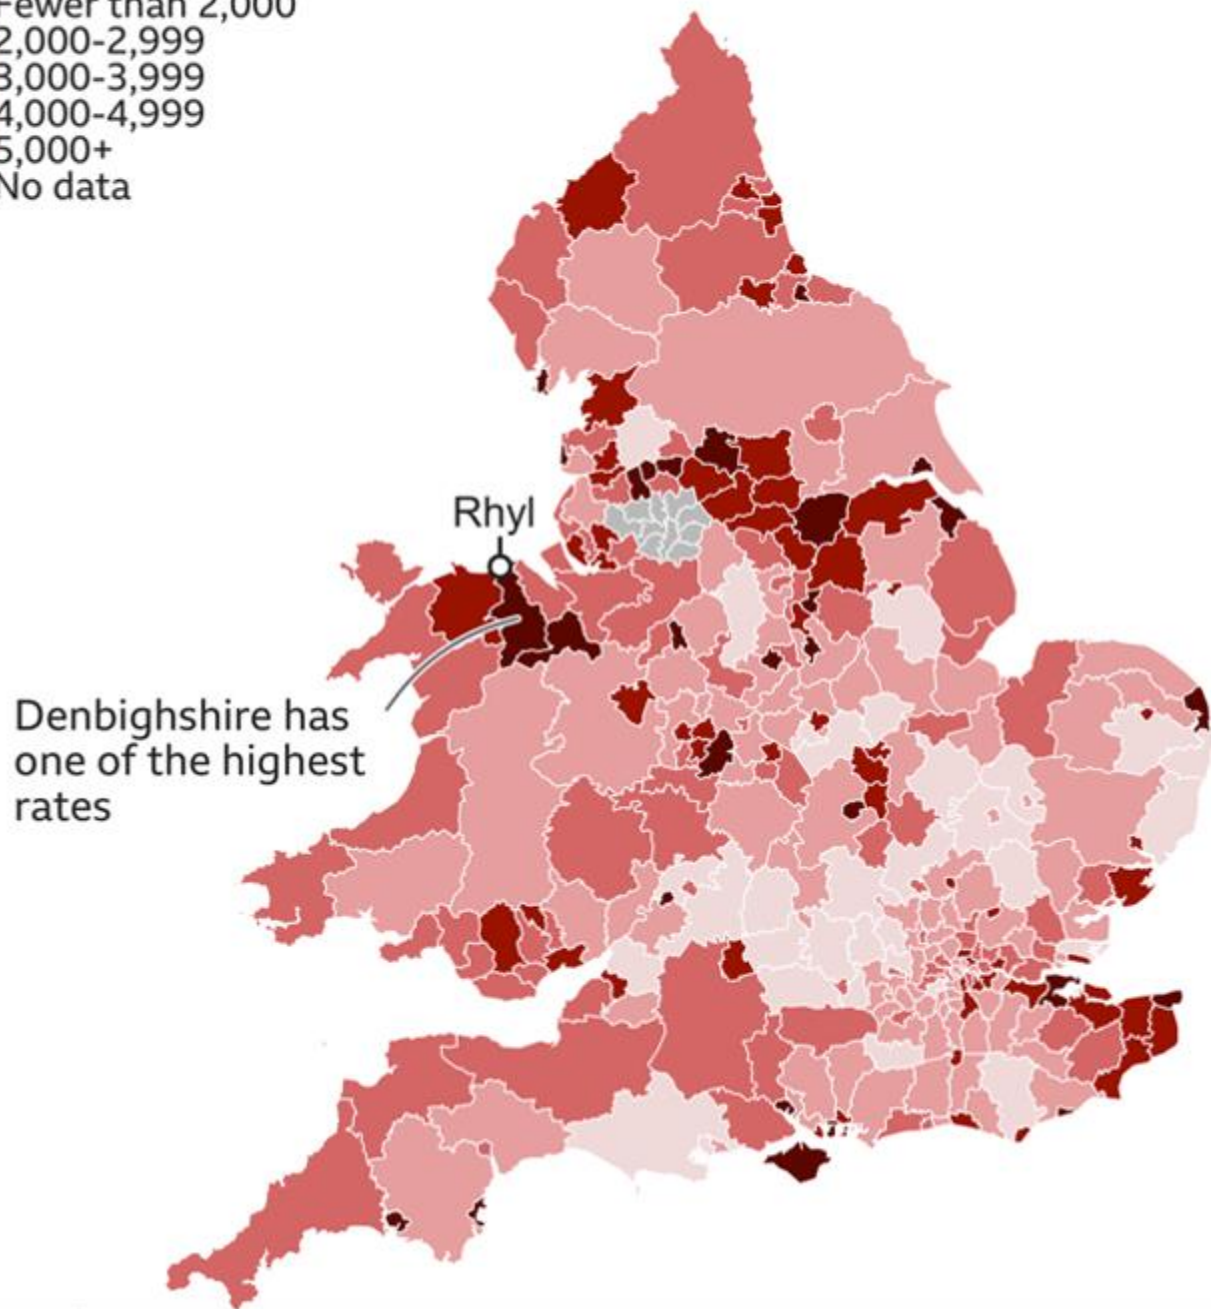 Fewer than 2,000
2,000-2,999
3,000-3,999
4,000-4,999
5,000+
No data
Rhyl
Denbighshire has
one of the highest
rates